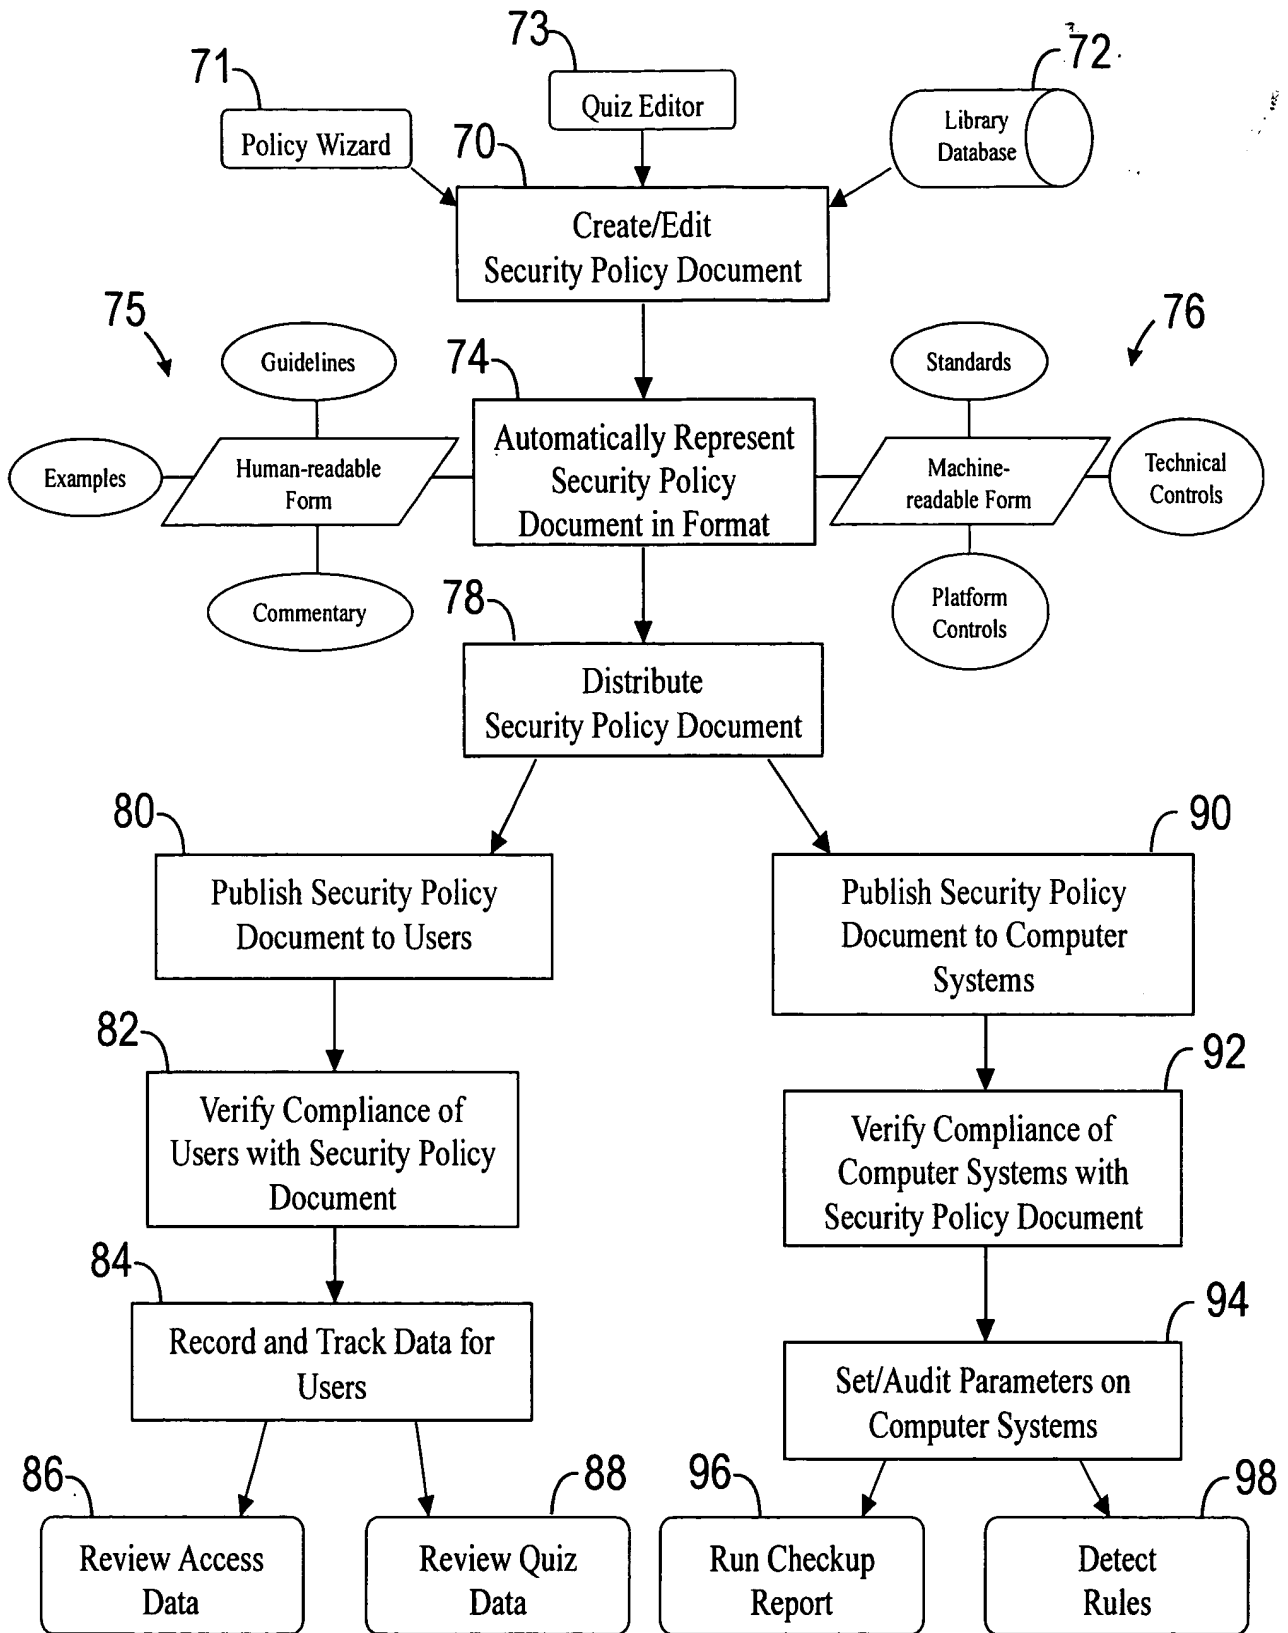 73
72
71
Quiz Editor
Library
Database
Policy Wizard
70
Create/Edit
Security Policy Document
75
76
Guidelines
74
Standards
Automatically Represent
Security Policy
Document in Format
Examples
Human-readable
Form
Machine-
readable Form
Technical
Controls
Commentary
78
Platform
Controls
Distribute
Security Policy Document
80
90
Publish Security Policy
Document to Users
Publish Security Policy
Document to Computer
Systems
82
92
Verify Compliance of
Users with Security Policy
Document
Verify Compliance of
Computer Systems with
Security Policy Document
84
94
Record and Track Data for
Users
Set/Audit Parameters on
Computer Systems
86
88
96
98
Review Access
Data
Review Quiz
Data
Run Checkup
Report
Detect
Rules